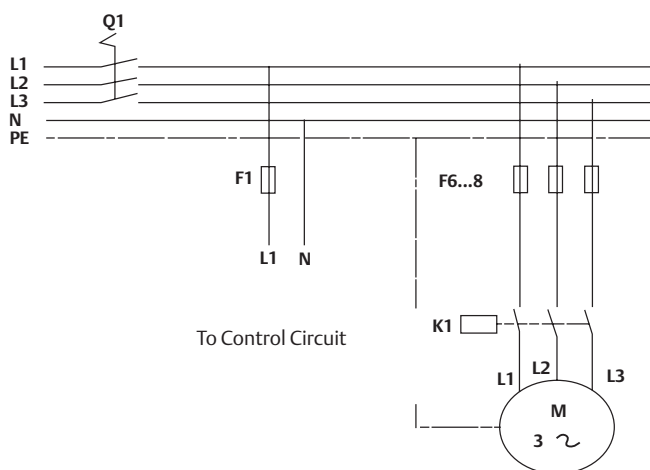 Q1
L1
L2
L3
N
PE
F1
F6...8
L1 N
To Control Circuit
K1
L1 L2 L3
M
3 ~